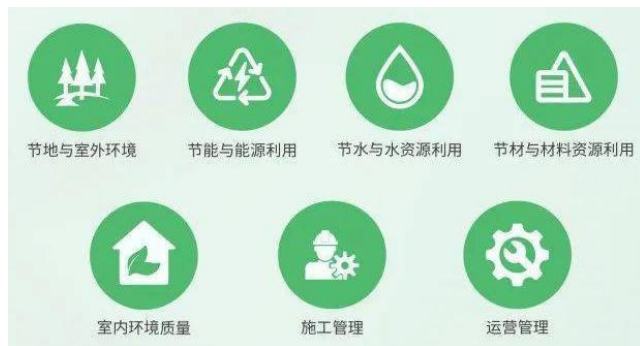 节地与室外环境
节能与能源利用
节水与水资源利用
节材与材料资源利用
室内环境质量
施工管理
运营管理